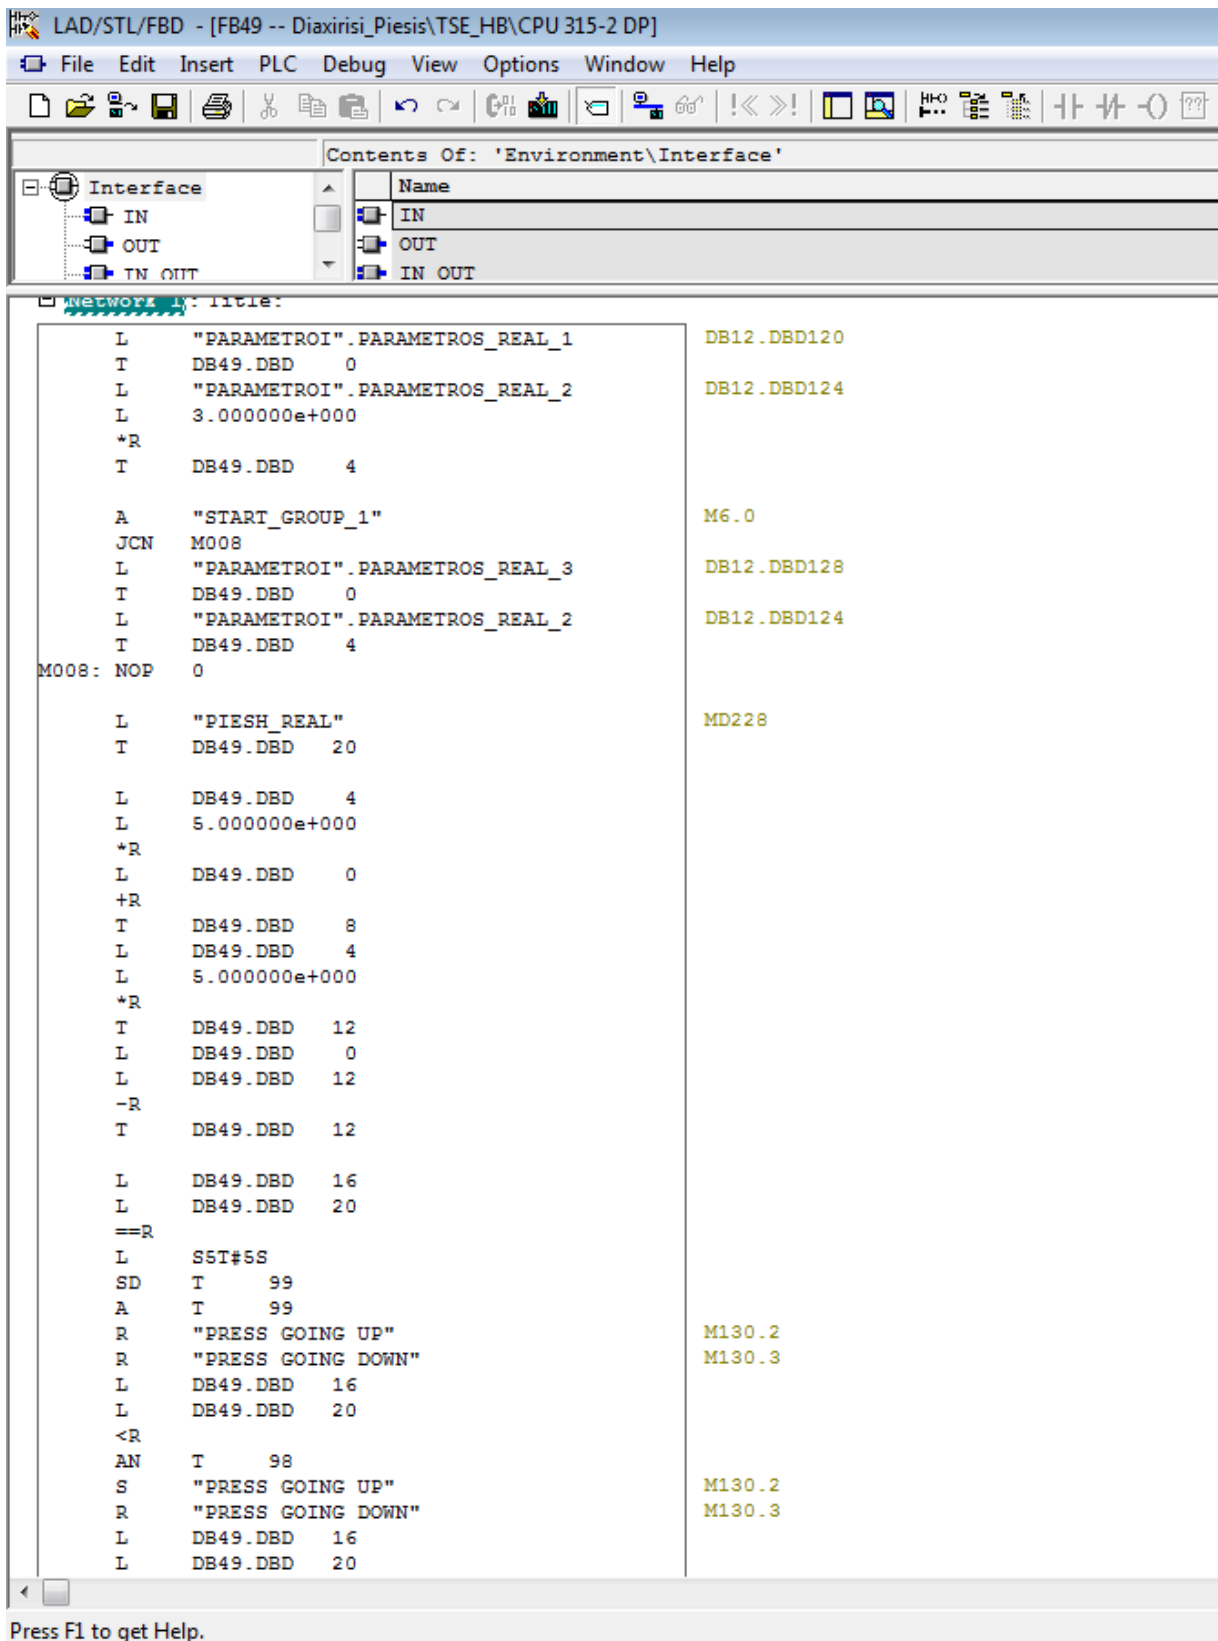 LAD/STL/FBD - [FB49 -- Diaxirisi_Piesis\TSE_HB\CPU 315-2 DP]
File Edit Insert PLC Debug View Options Window Help
Contents Of: 'Environment\Interface'
Interface
IN
OUT
IN_OUT
Name
IN
OUT
IN_OUT
Network 1: Title:
L "PARAMETROI".PARAMETROS_REAL_1 DB12.DBD120
T DB49.DBD 0
L "PARAMETROI".PARAMETROS_REAL_2 DB12.DBD124
L 3.000000e+000
*R
T DB49.DBD 4
A "START_GROUP_1" M6.0
JCN M008
L "PARAMETROI".PARAMETROS_REAL_3 DB12.DBD128
T DB49.DBD 0
L "PARAMETROI".PARAMETROS_REAL_2 DB12.DBD124
T DB49.DBD 4
M008: NOP 0
L "PIESH_REAL" MD228
T DB49.DBD 20
L DB49.DBD 4
L 5.000000e+000
*R
L DB49.DBD 0
+R
T DB49.DBD 8
L DB49.DBD 4
L 5.000000e+000
*R
T DB49.DBD 12
L DB49.DBD 0
L DB49.DBD 12
-R
T DB49.DBD 12
L DB49.DBD 16
L DB49.DBD 20
==R
L S5T#5S
SD T 99
A T 99
R "PRESS GOING UP" M130.2
R "PRESS GOING DOWN" M130.3
L DB49.DBD 16
L DB49.DBD 20
<R
AN T 98
S "PRESS GOING UP" M130.2
R "PRESS GOING DOWN" M130.3
L DB49.DBD 16
L DB49.DBD 20
Press F1 to get Help.